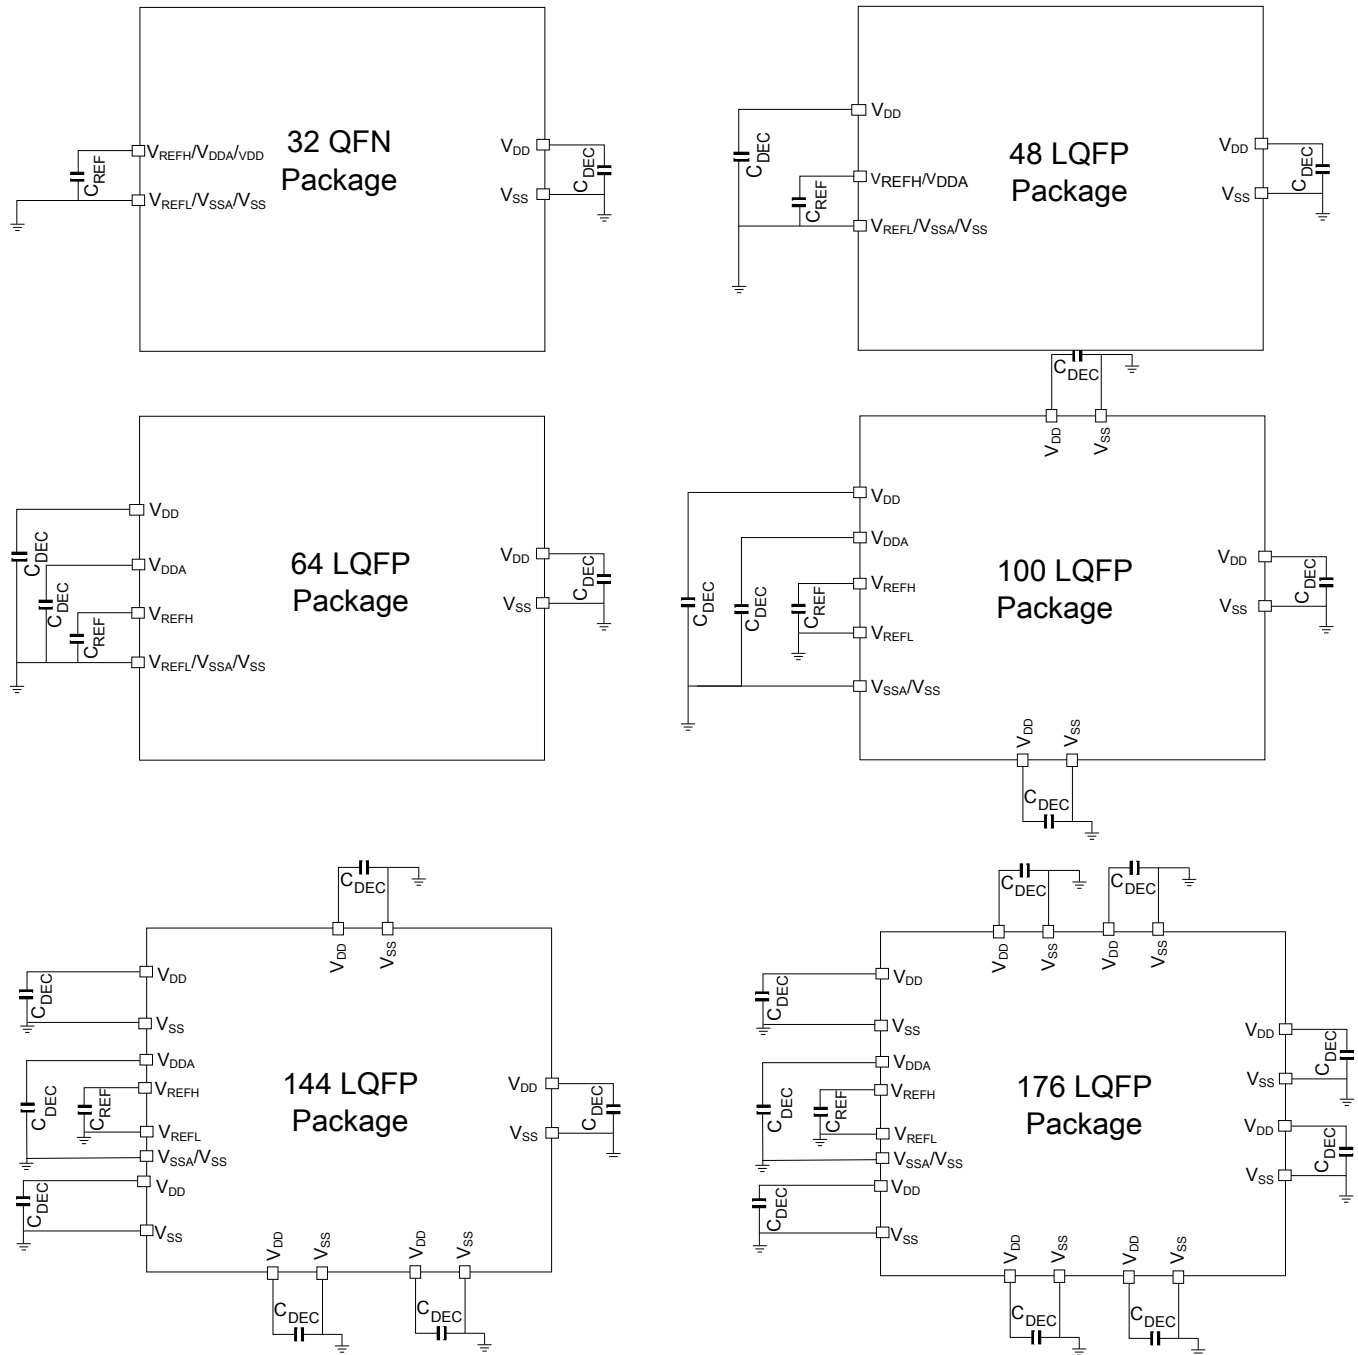 32 QFN
Package
VREFH/VDDA/VDD
CREF
VREFL/VSSA/VSS
VDD
CDEC
VSS
48 LQFP
Package
VDD
CDEC
VREFH/VDDA
CREF
VREFL/VSSA/VSS
VDD
CDEC
VSS
64 LQFP
Package
VDD
CDEC
VDDA
CDEC
VREFH
CREF
VREFL/VSSA/VSS
VDD
CDEC
VSS
CDEC
VDD
VSS
100 LQFP
Package
VDD
CDEC
VDDA
CDEC
VREFH
CREF
VREFL
VSSA/VSS
VDD
CDEC
VSS
VDD
VSS
CDEC
CDEC
VDD
VSS
144 LQFP
Package
VDD
CDEC
VSS
VDDA
CDEC
VREFH
CREF
VREFL
VSSA/VSS
VDD
CDEC
VSS
VDD
CDEC
VSS
VDD
VSS
VDD
VSS
CDEC
CDEC
CDEC
CDEC
VDD
VSS
VDD
VSS
176 LQFP
Package
VDD
CDEC
VSS
VDDA
CDEC
VREFH
CREF
VREFL
VSSA/VSS
VDD
CDEC
VSS
VDD
CDEC
VSS
VDD
CDEC
VSS
VDD
VSS
VDD
VSS
CDEC
CDEC